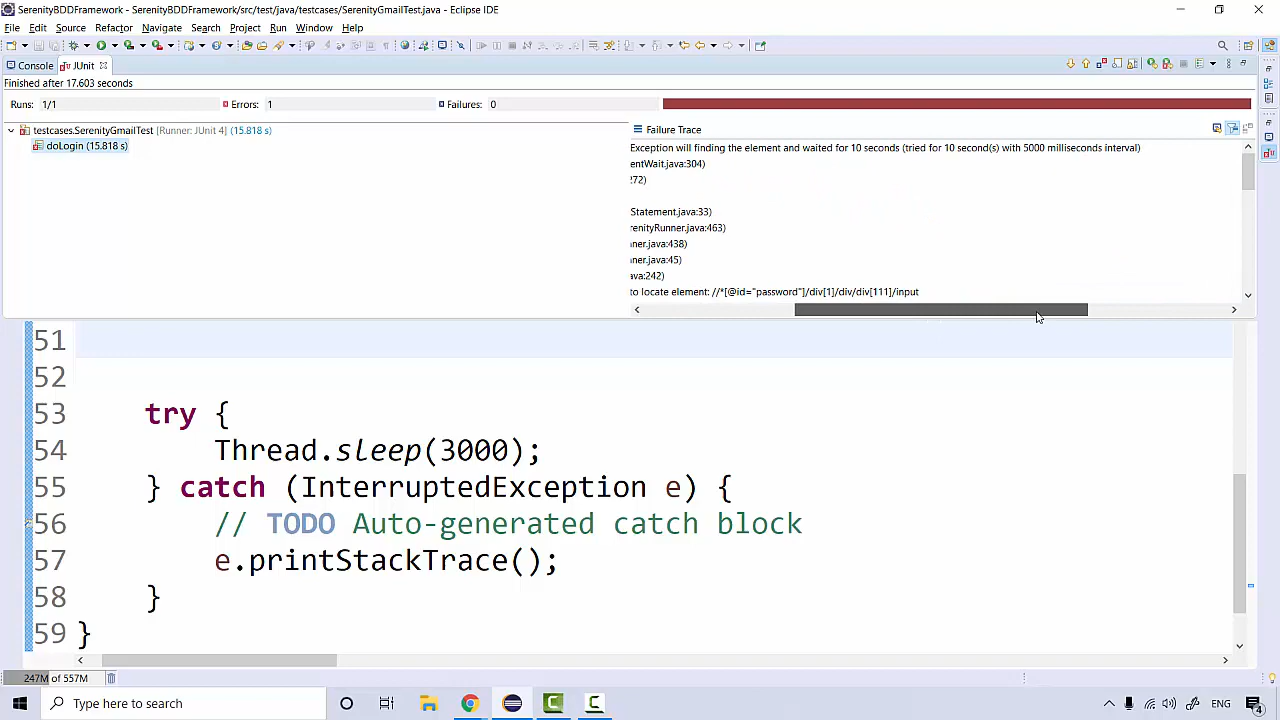 SerenityBDDFramework - SerenityBDDFramework/src/test/java/testcases/SerenityGmailTest.java - Eclipse IDE
File Edit Source Refactor Navigate Search Project Run Window Help
Console JUnit
Finished after 17.603 seconds
Runs: 1/1 Errors: 1 Failures: 0
testcases.SerenityGmailTest [Runner: JUnit 4] (15.818 s)
doLogin (15.818 s)
Failure Trace
Exception will finding the element and waited for 10 seconds (tried for 10 second(s) with 5000 milliseconds interval)
entWait.java:304)
272)
Statement.java:33)
erenityRunner.java:463)
ner.java:438)
ner.java:45)
ava:242)
to locate element: //*[@id="password"]/div[1]/div/div[111]/input
51
52
53 try {
54 Thread.sleep(3000);
55 } catch (InterruptedException e) {
56 // TODO Auto-generated catch block
57 e.printStackTrace();
58 }
59 }
247M of 557M
Type here to search
ENG
4